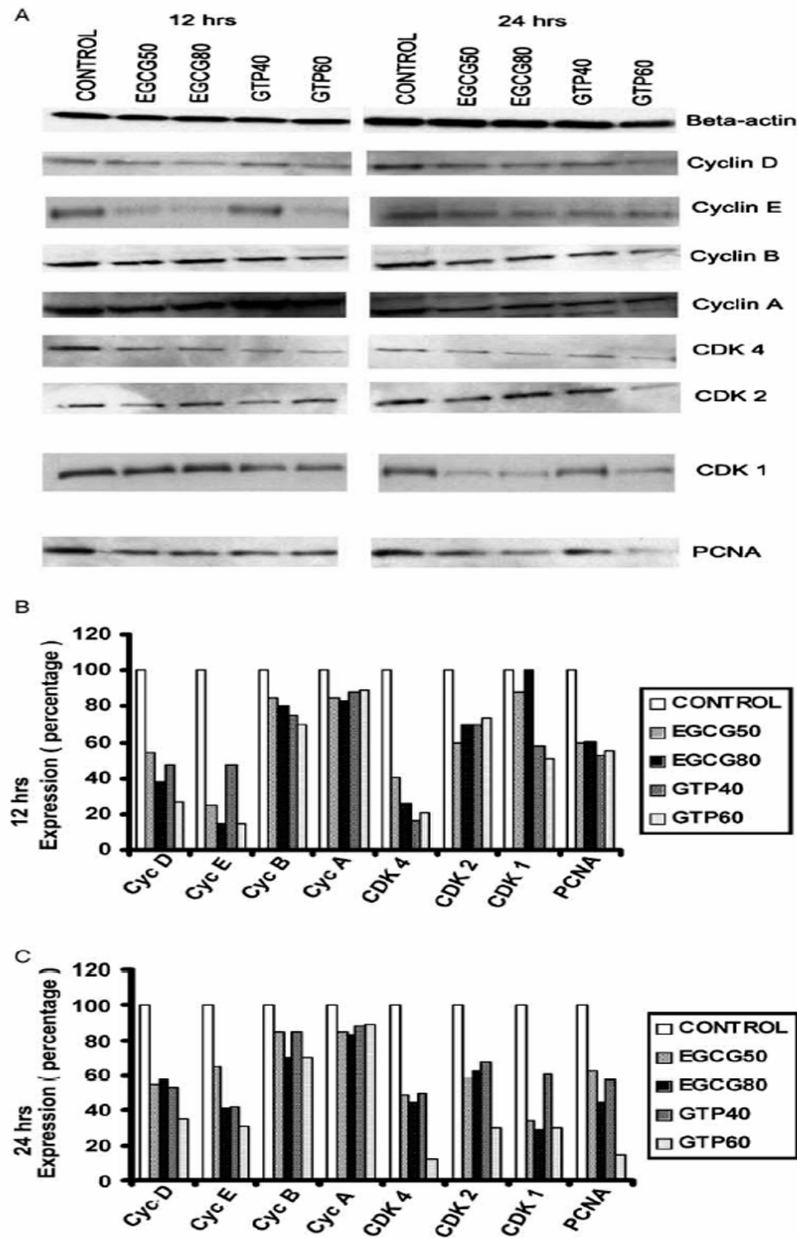 A
12 hrs
24 hrs
CONTROL
EGCG50
EGCG80
GTP40
GTP60
CONTROL
EGCG50
EGCG80
GTP40
GTP60
Beta-actin
Cyclin D
Cyclin E
Cyclin B
Cyclin A
CDK 4
CDK 2
CDK 1
PCNA
B
12 hrs
Expression ( percentage )
120
100
80
60
40
20
0
Cyc D
Cyc E
Cyc B
Cyc A
CDK 4
CDK 2
CDK 1
PCNA
CONTROL
EGCG50
EGCG80
GTP40
GTP60
C
24 hrs
Expression ( percentage )
120
100
80
60
40
20
0
Cyc D
Cyc E
Cyc B
Cyc A
CDK 4
CDK 2
CDK 1
PCNA
CONTROL
EGCG50
EGCG80
GTP40
GTP60